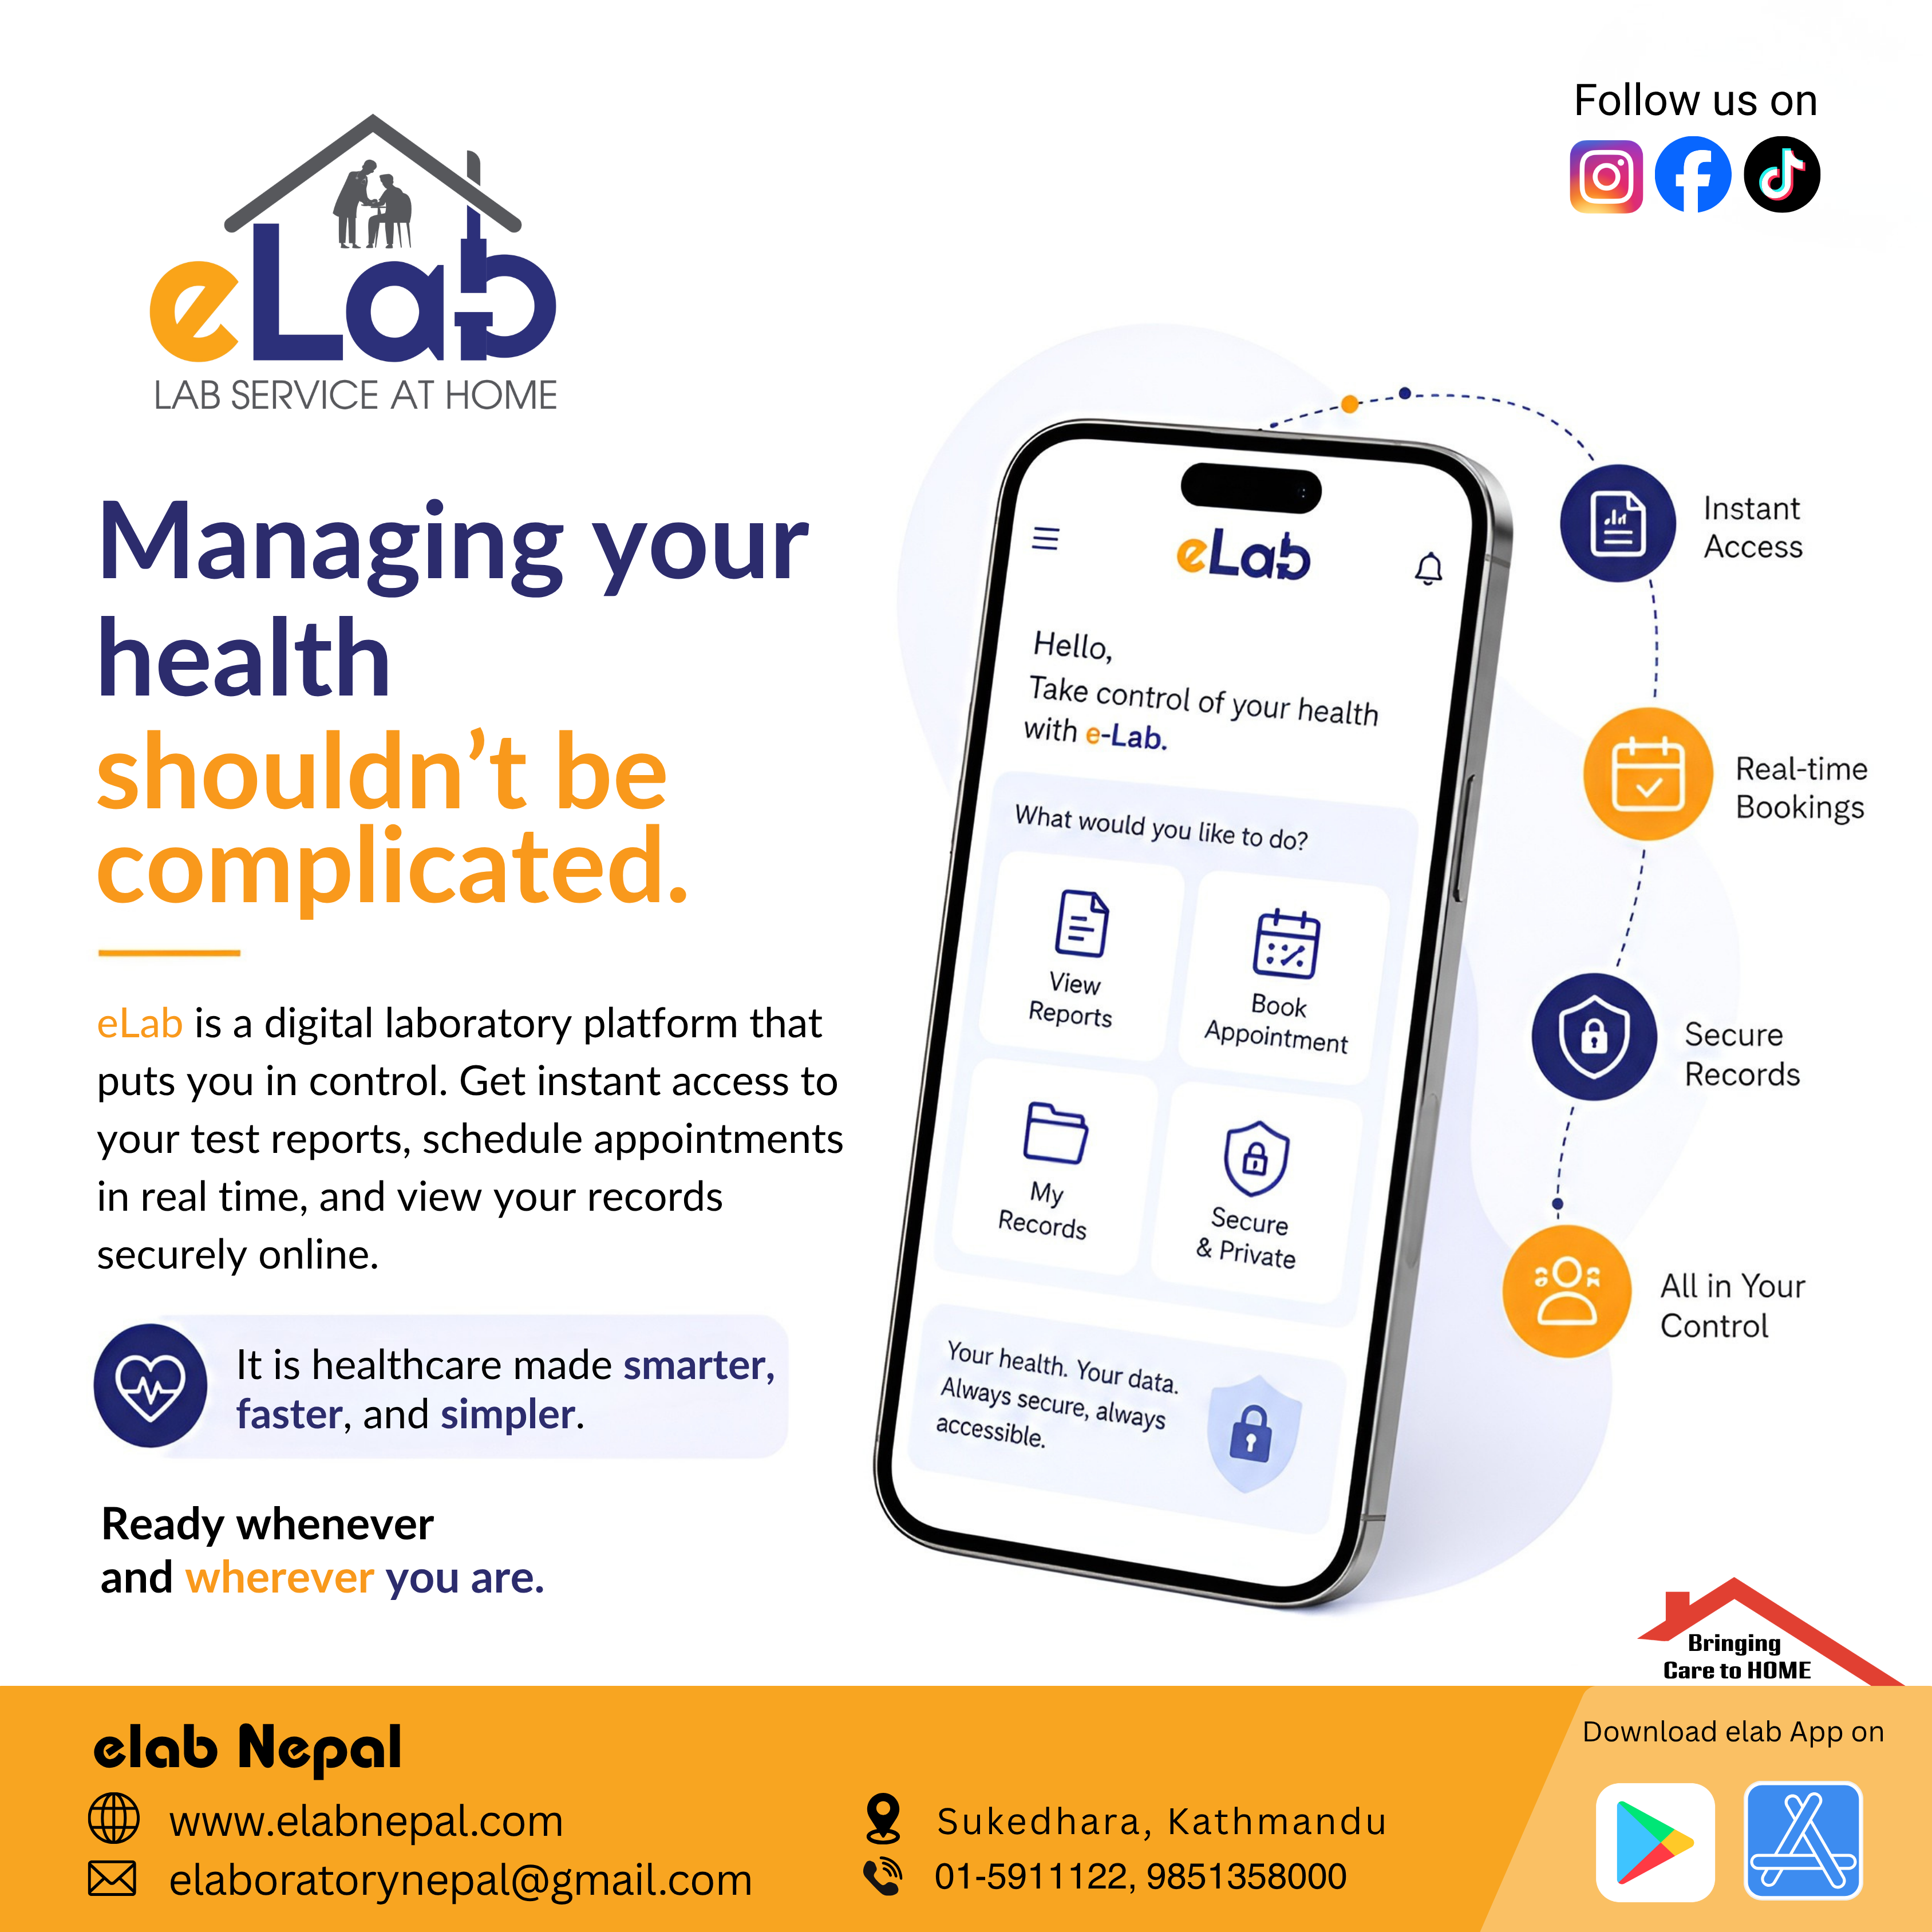 Follow us on
eLab
LAB SERVICE AT HOME
Managing your
health
shouldn’t be
complicated.
eLab is a digital laboratory platform that
puts you in control. Get instant access to
your test reports, schedule appointments
in real time, and view your records
securely online.
It is healthcare made smarter,
faster, and simpler.
Ready whenever
and wherever you are.
eLab
Hello,
Take control of your health
with e-Lab.
What would you like to do?
View
Reports
Book
Appointment
My
Records
Secure
& Private
Your health. Your data.
Always secure, always
accessible.
Instant
Access
Real-time
Bookings
Secure
Records
All in Your
Control
Bringing
Care to HOME
elab Nepal
www.elabnepal.com
elaboratorynepal@gmail.com
Sukedhara, Kathmandu
01-5911122, 9851358000
Download elab App on